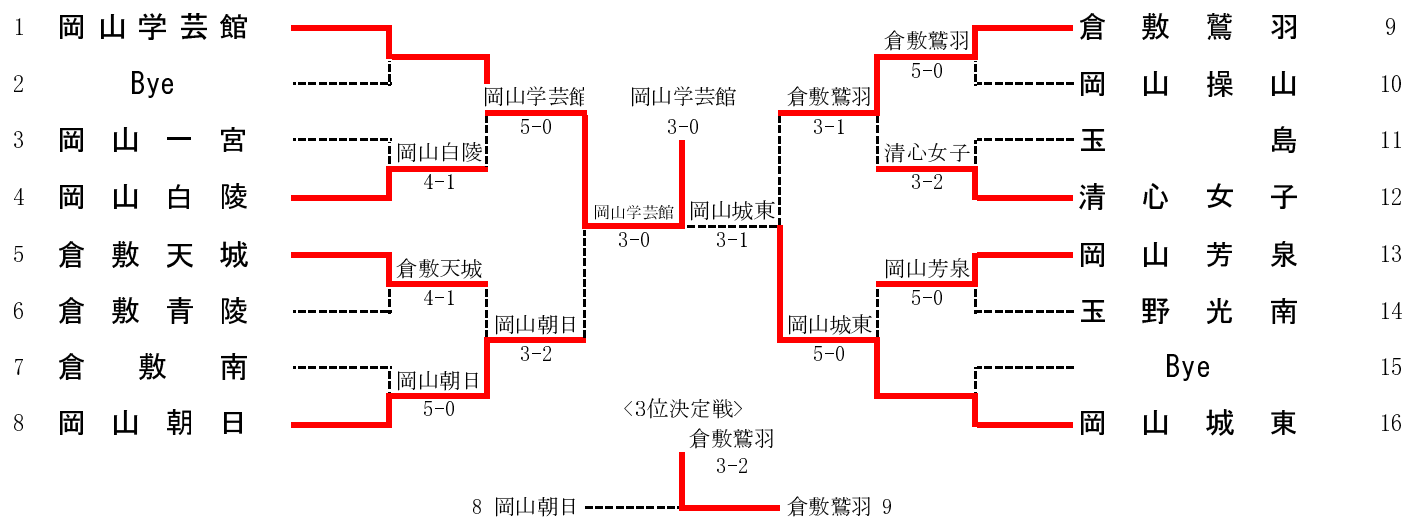 1 岡山学芸館
2 Bye
3 岡山一宮
4 岡山白陵
5 倉敷天城
6 倉敷青陵
7 倉敷南
8 岡山朝日
岡山白陵
4-1
倉敷天城
4-1
岡山朝日
5-0
岡山学芸館
5-0
岡山朝日
3-2
岡山学芸館
3-0
岡山学芸館
3-0
岡山城東
3-1
倉敷鷲羽
3-1
岡山城東
5-0
倉敷鷲羽
5-0
清心女子
3-2
岡山芳泉
5-0
倉敷鷲羽 9
岡山操山 10
玉島 11
清心女子 12
岡山芳泉 13
玉野光南 14
Bye 15
岡山城東 16
<3位決定戦>
倉敷鷲羽
3-2
8 岡山朝日
倉敷鷲羽 9